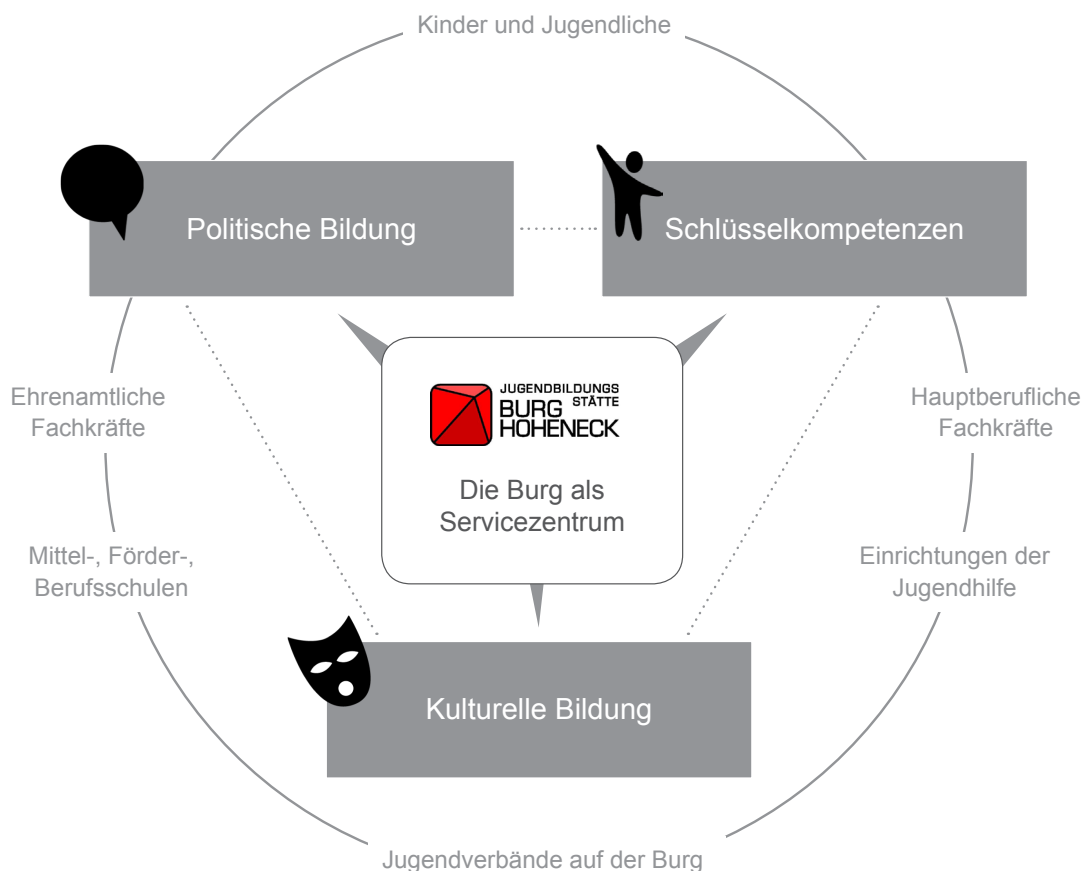 Kinder und Jugendliche
Politische Bildung
Schlüsselkompetenzen
Ehrenamtliche
Fachkräfte
JUGENDBILDUNGS
STÄTTE
BURG
HOHENECK
Hauptberufliche
Fachkräfte
Die Burg als
Servicezentrum
Mittel-, Förder-,
Berufsschulen
Einrichtungen der
Jugendhilfe
Kulturelle Bildung
Jugendverbände auf der Burg